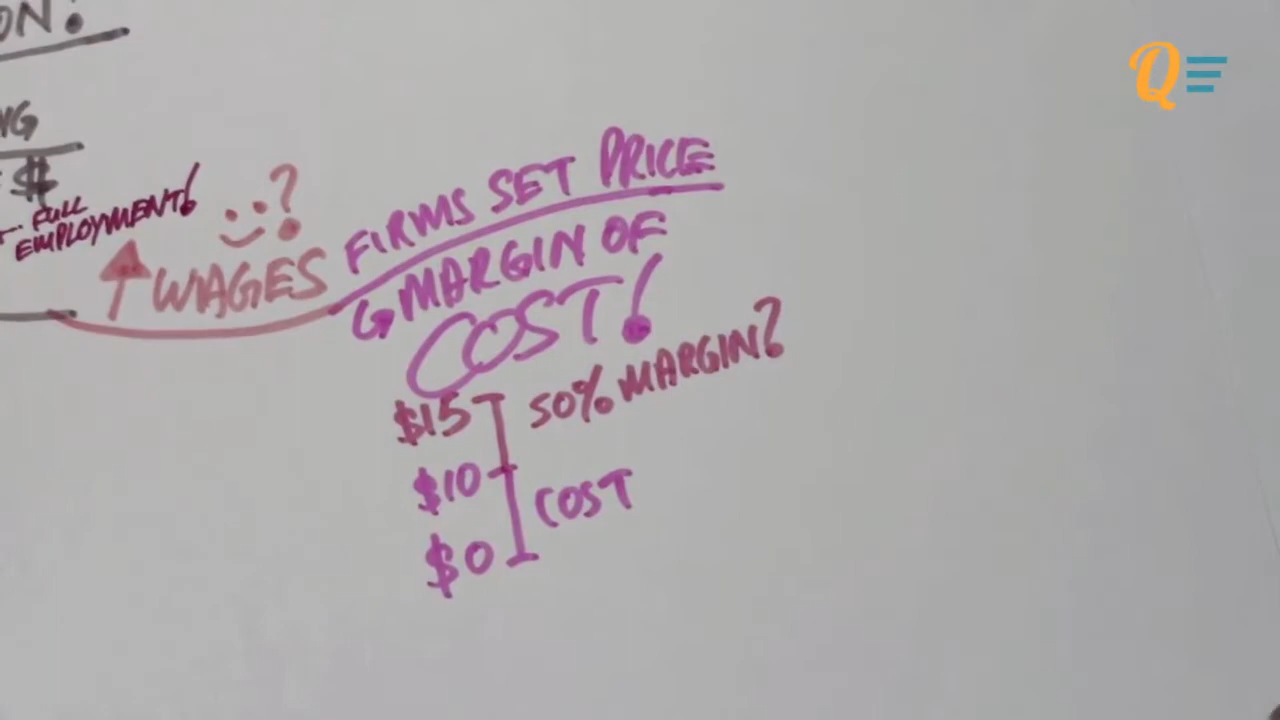 ON!
NG
$
FULL
EMPLOYMENT!
?
WAGES
FIRMS SET PRICE
MARGIN OF
COST!
$15
50% MARGIN?
$10
COST
$0
Q